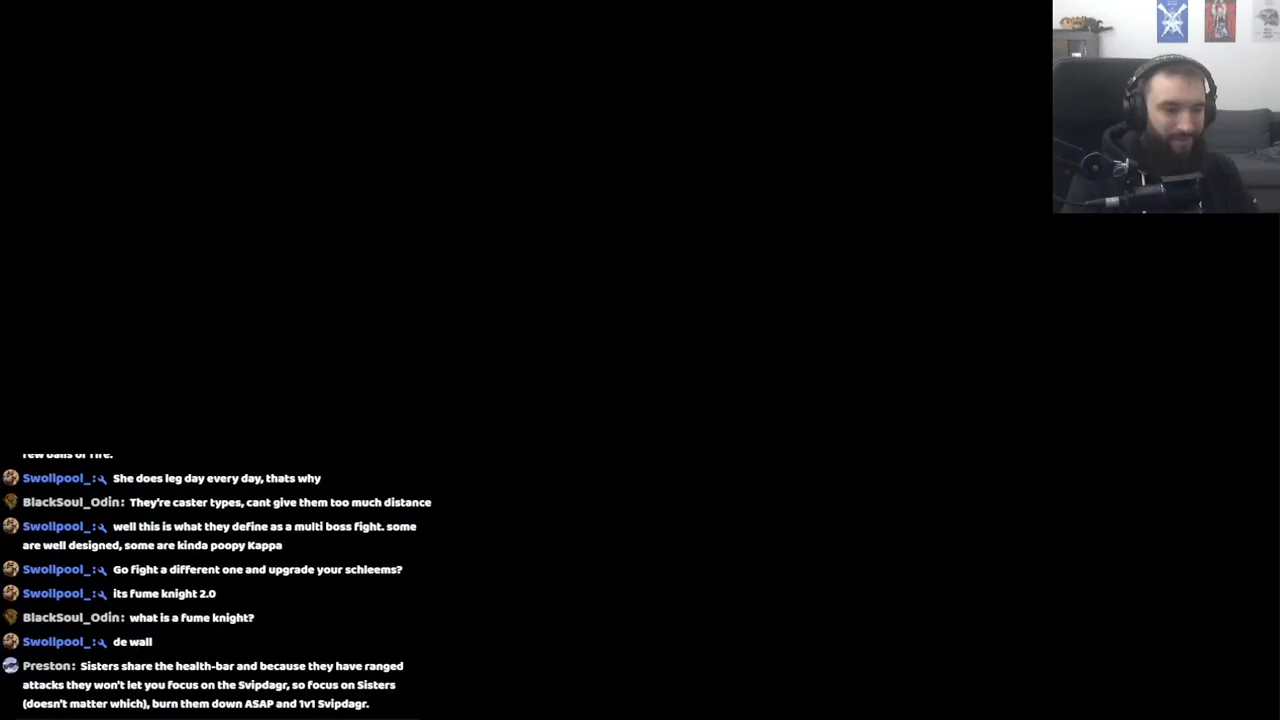 few balls of fire.
Swollpool_: She does leg day every day, thats why
BlackSoul_Odin: They're caster types, cant give them too much distance
Swollpool_: well this is what they define as a multi boss fight. some
are well designed, some are kinda poopy Kappa
Swollpool_: Go fight a different one and upgrade your schleems?
Swollpool_: its fume knight 2.0
BlackSoul_Odin: what is a fume knight?
Swollpool_: de wall
Preston: Sisters share the health-bar and because they have ranged
attacks they won't let you focus on the Svipdagr, so focus on Sisters
(doesn't matter which), burn them down ASAP and 1v1 Svipdagr.